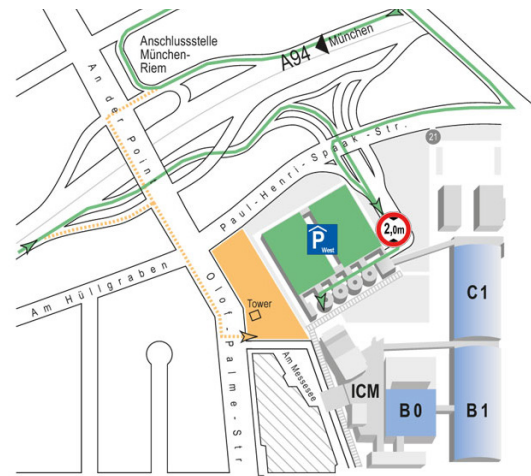 Anschlussstelle
München-
Riem
A94
München
An der Point
Paul-Henri-Spaak-Str.
21
P
West
2,0m
Am Hüllgraben
Olof-Palme-Str
Tower
Am Messesee
C1
ICM
B0
B1